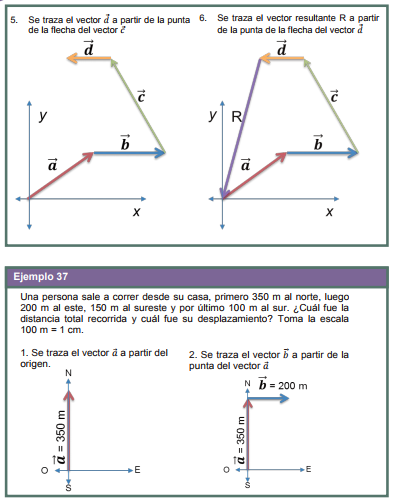 5. Se traza el vector d⃗ a partir de la punta
de la flecha del vector c⃗
d⃗
c⃗
y
b⃗
a⃗
x
6. Se traza el vector resultante R a partir
de la punta de la flecha del vector d⃗
d⃗
c⃗
y R
b⃗
a⃗
x
Ejemplo 37
Una persona sale a correr desde su casa, primero 350 m al norte, luego
200 m al este, 150 m al sureste y por último 100 m al sur. ¿Cuál fue la
distancia total recorrida y cuál fue su desplazamiento? Toma la escala
100 m = 1 cm.
1. Se traza el vector a⃗ a partir del
origen.
N
a⃗ = 350 m
O
E
S
2. Se traza el vector b⃗ a partir de la
punta del vector a⃗
N b⃗ = 200 m
a⃗ = 350 m
O
E
S